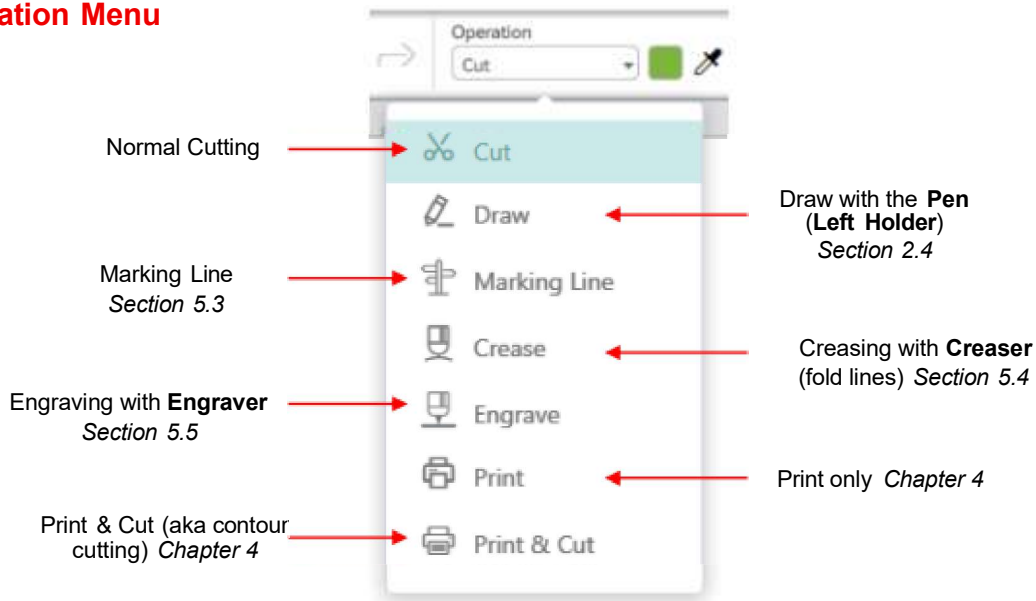 ation Menu
Operation
Cut
Normal Cutting
Cut
Draw
Draw with the Pen
(Left Holder)
Section 2.4
Marking Line
Section 5.3
Marking Line
Crease
Creasing with Creaser
(fold lines) Section 5.4
Engraving with Engraver
Section 5.5
Engrave
Print
Print only Chapter 4
Print & Cut (aka contour
cutting) Chapter 4
Print & Cut